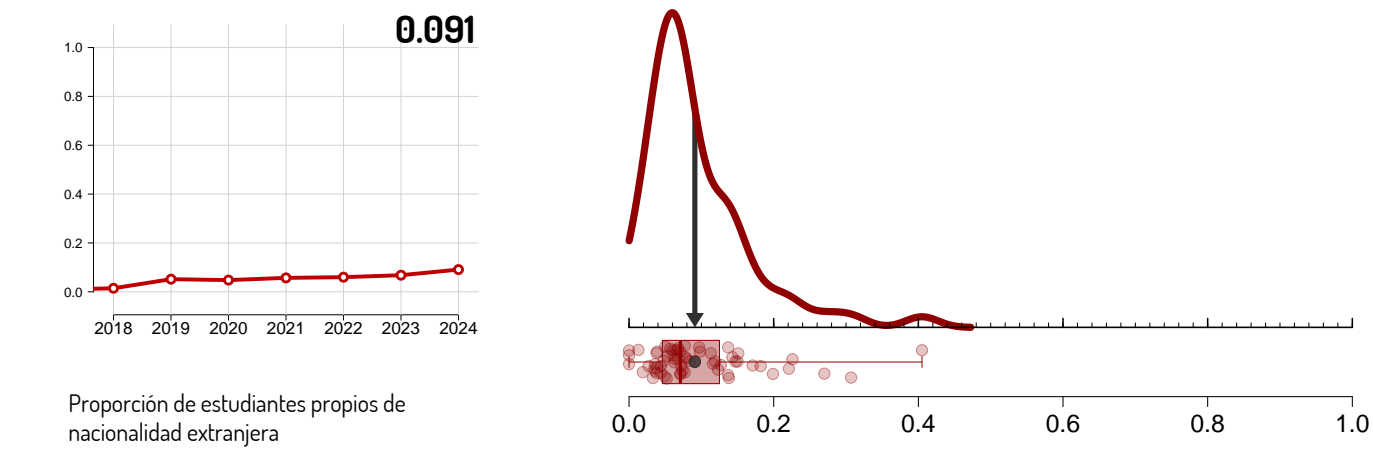 0.091
1.0
0.8
0.6
0.4
0.2
0.0
2018 2019 2020 2021 2022 2023 2024
Proporción de estudiantes propios de
nacionalidad extranjera
0.0 0.2 0.4 0.6 0.8 1.0